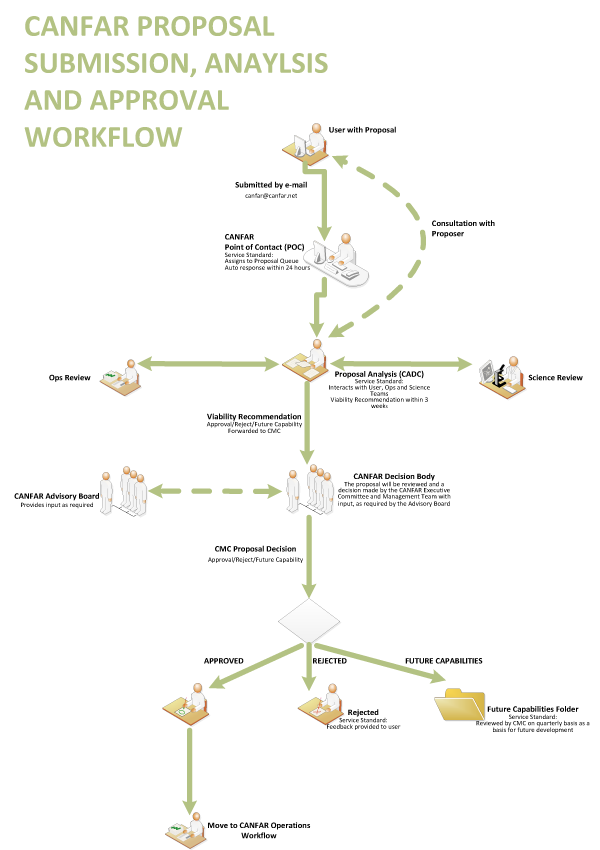 CANFAR PROPOSAL
SUBMISSION, ANAYLSIS
AND APPROVAL
WORKFLOW
User with Proposal
Submitted by e-mail
canfar@canfar.net
Consultation with
Proposer
CANFAR
Point of Contact (POC)
Service Standard:
Assigns to Proposal Queue
Auto response within 24 hours
Ops Review
Proposal Analysis (CADC)
Service Standard:
Interacts with User, Ops and Science
Teams
Viability Recommendation within 3
weeks
Science Review
Viability Recommendation
Approval/Reject/Future Capability
Forwarded to CMC
CANFAR Advisory Board
Provides input as required
CANFAR Decision Body
The proposal will be reviewed and a
decision made by the CANFAR Executive
Committee and Management Team with
input, as required by the Advisory Board
CMC Proposal Decision
Approval/Reject/Future Capability
APPROVED
REJECTED
FUTURE CAPABILITIES
Rejected
Service Standard:
Feedback provided to user
Future Capabilities Folder
Service Standard:
Reviewed by CMC on quarterly basis as a
basis for future development
Move to CANFAR Operations
Workflow